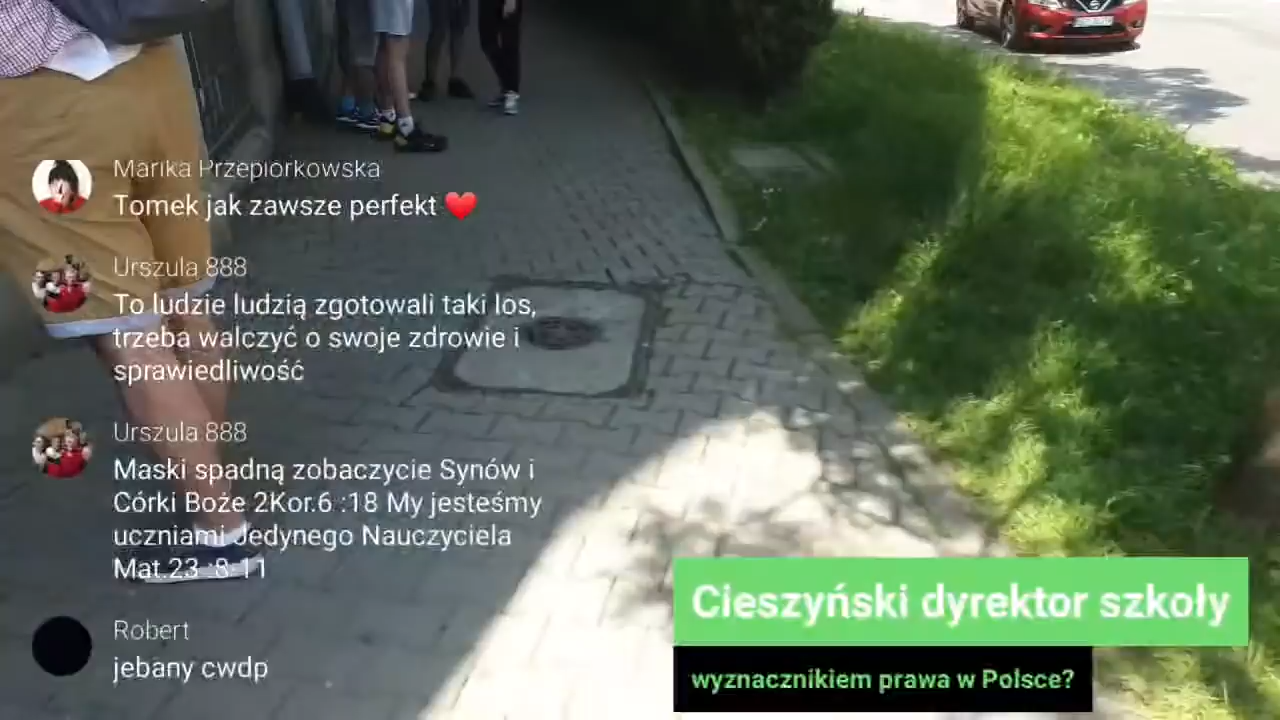 Marika Przepiórkowska
Tomek jak zawsze perfekt ❤️
Urszula 888
To ludzie ludzią zgotowali taki los,
trzeba walczyć o swoje zdrowie i
sprawiedliwość
Urszula 888
Maski spadną zobaczycie Synów i
Córki Boże 2Kor.6 :18 My jesteśmy
uczniami Jedynego Nauczyciela
Mat.23 :8-11
Robert
jebany cwdp
Cieszyński dyrektor szkoły
wyznacznikiem prawa w Polsce?